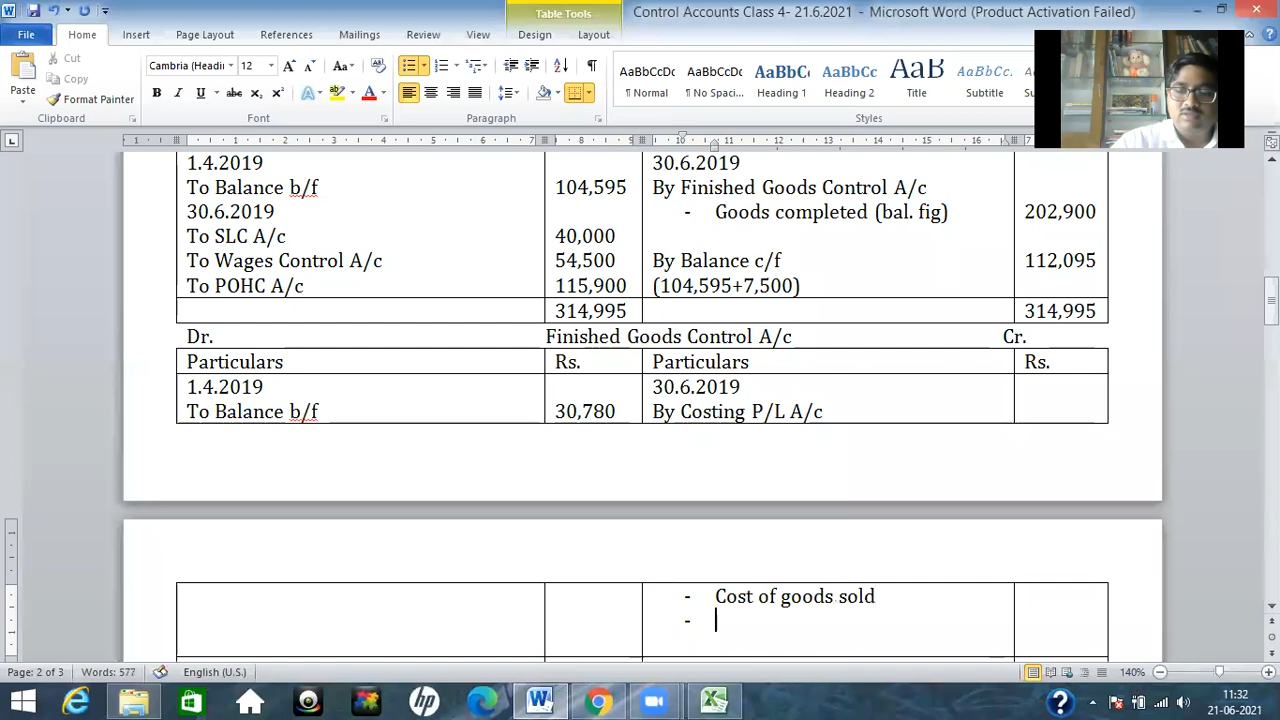 Table Tools
Control Accounts Class 4- 21.6.2021 - Microsoft Word (Product Activation Failed)
File Home Insert Page Layout References Mailings Review View Design Layout
Paste
Cut
Copy
Format Painter
Clipboard
Cambria (Headi 12
Font
Paragraph
AaBbCcDc AaBbCcDc AaBbCc AaBbCc AaB AaBbCcDc
¶ Normal ¶ No Spaci... Heading 1 Heading 2 Title Subtitle
Styles
1.4.2019 30.6.2019
To Balance b/f 104,595 By Finished Goods Control A/c
30.6.2019 - Goods completed (bal. fig) 202,900
To SLC A/c 40,000
To Wages Control A/c 54,500 By Balance c/f 112,095
To POHC A/c 115,900 (104,595+7,500)
314,995 314,995
Dr. Finished Goods Control A/c Cr.
Particulars Rs. Particulars Rs.
1.4.2019 30.6.2019
To Balance b/f 30,780 By Costing P/L A/c
- Cost of goods sold
-
Page: 2 of 3 Words: 577 English (U.S.) 140%
11:32
21-06-2021